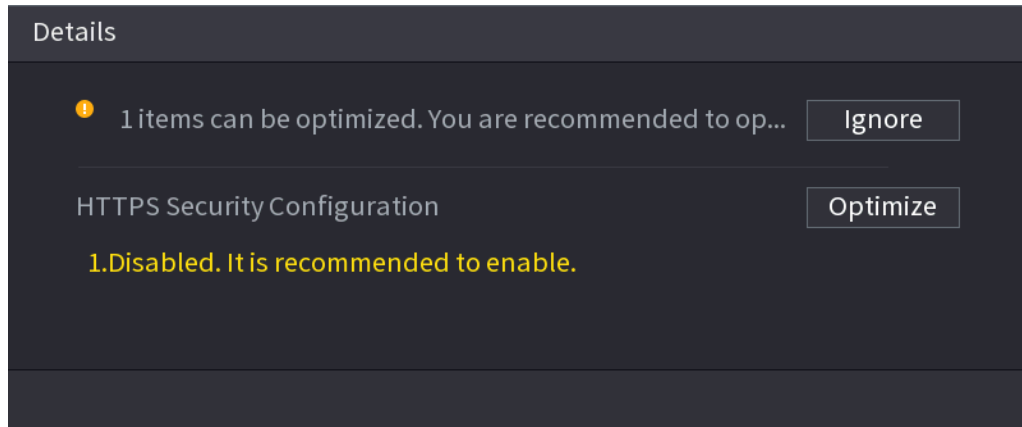 Details
1 items can be optimized. You are recommended to op... Ignore
HTTPS Security Configuration Optimize
1.Disabled. It is recommended to enable.